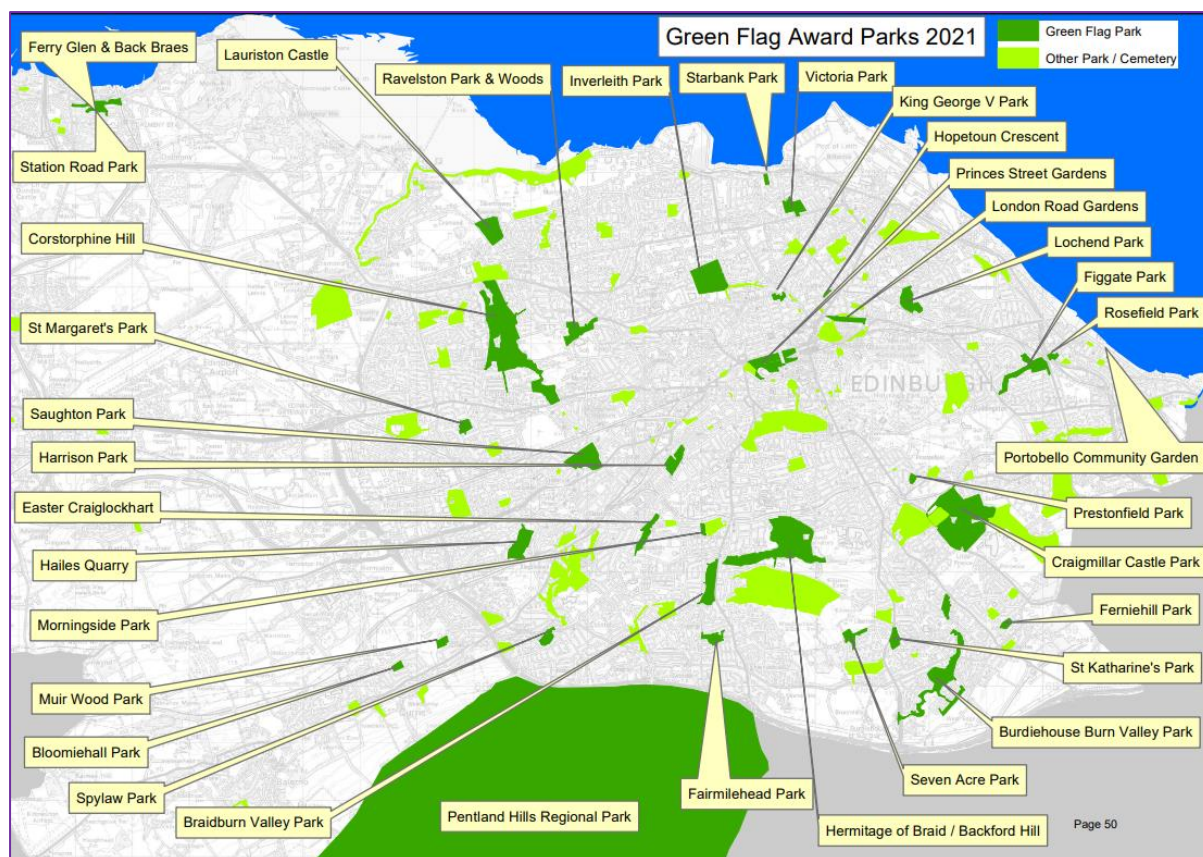 Green Flag Award Parks 2021
Green Flag Park
Other Park / Cemetery
Ferry Glen & Back Braes
Lauriston Castle
Ravelston Park & Woods
Inverleith Park
Starbank Park
Victoria Park
King George V Park
Hopetoun Crescent
Princes Street Gardens
London Road Gardens
Lochend Park
Figgate Park
Rosefield Park
Station Road Park
Corstorphine Hill
St Margaret's Park
Saughton Park
Harrison Park
Easter Craiglockhart
Hailes Quarry
Morningside Park
Muir Wood Park
Bloomiehall Park
Spylaw Park
Braidburn Valley Park
EDINBURGH
Portobello Community Garden
Prestonfield Park
Craigmillar Castle Park
Ferniehill Park
St Katharine's Park
Burdiehouse Burn Valley Park
Seven Acre Park
Fairmilehead Park
Hermitage of Braid / Backford Hill
Pentland Hills Regional Park
Page 50